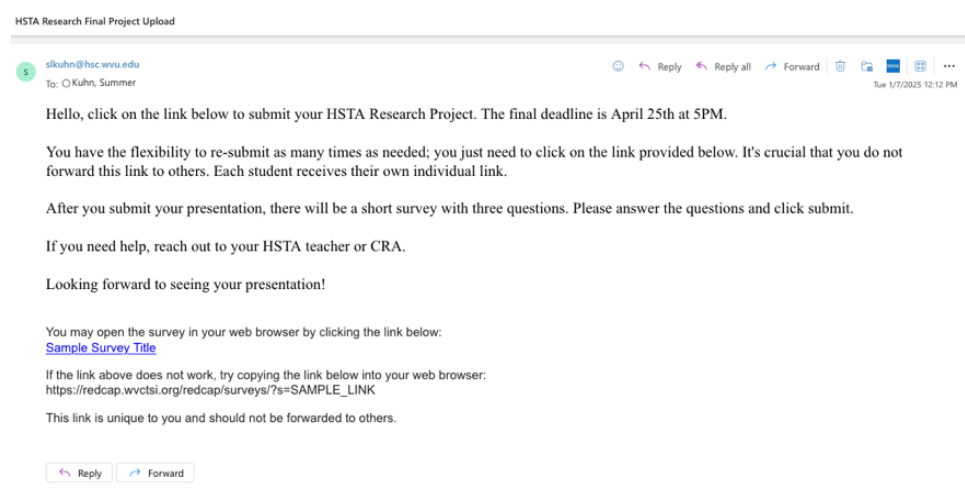 HSTA Research Final Project Upload
S
slkuhn@hsc.wvu.edu
Reply Reply all Forward
To: Kuhn, Summer
Tue 1/7/2025 12:12 PM
Hello, click on the link below to submit your HSTA Research Project. The final deadline is April 25th at 5PM.
You have the flexibility to re-submit as many times as needed; you just need to click on the link provided below. It's crucial that you do not
forward this link to others. Each student receives their own individual link.
After you submit your presentation, there will be a short survey with three questions. Please answer the questions and click submit.
If you need help, reach out to your HSTA teacher or CRA.
Looking forward to seeing your presentation!
You may open the survey in your web browser by clicking the link below:
Sample Survey Title
If the link above does not work, try copying the link below into your web browser:
https://redcap.wvctsi.org/redcap/surveys/?s=SAMPLE_LINK
This link is unique to you and should not be forwarded to others.
Reply Forward